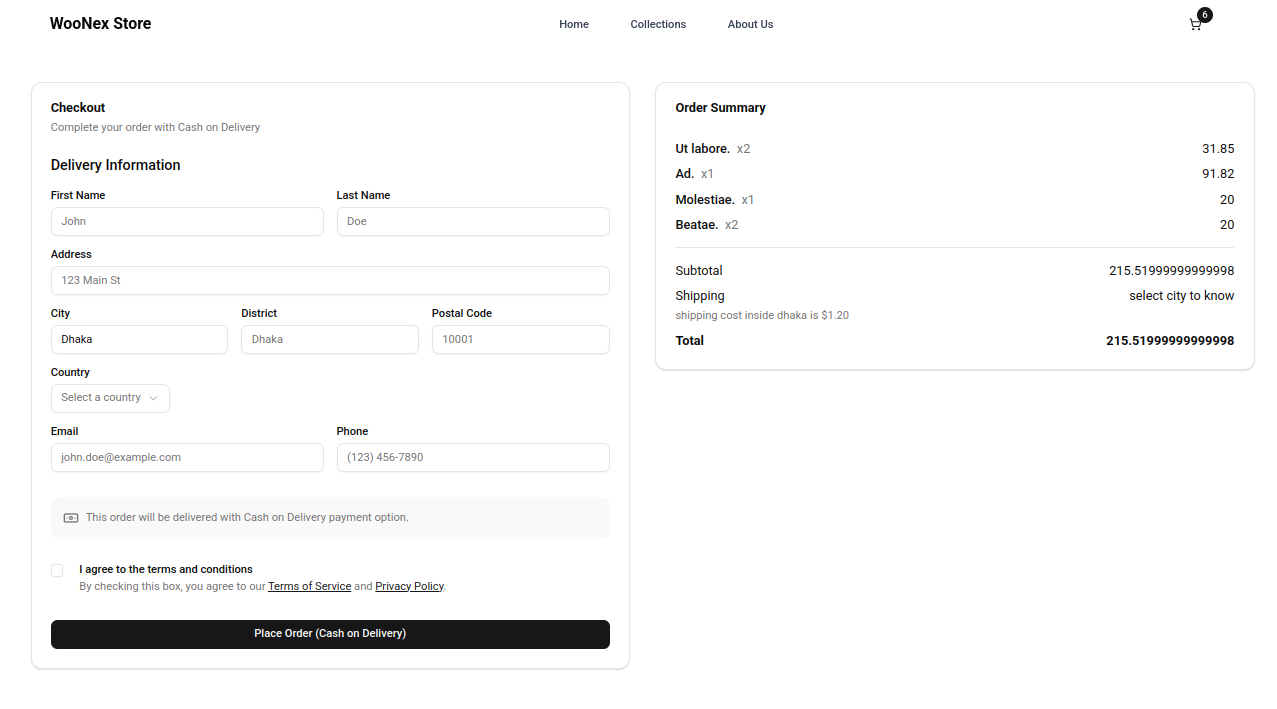 WooNex Store
Home
Collections
About Us
6
Checkout
Complete your order with Cash on Delivery
Delivery Information
First Name
Last Name
John
Doe
Address
123 Main St
City
District
Postal Code
Dhaka
Dhaka
10001
Country
Select a country
Email
Phone
john.doe@example.com
(123) 456-7890
This order will be delivered with Cash on Delivery payment option.
I agree to the terms and conditions
By checking this box, you agree to our Terms of Service and Privacy Policy.
Place Order (Cash on Delivery)
Order Summary
Ut labore. x2 31.85
Ad. x1 91.82
Molestiae. x1 20
Beatae. x2 20
Subtotal 215.51999999999998
Shipping select city to know
shipping cost inside dhaka is $1.20
Total 215.51999999999998